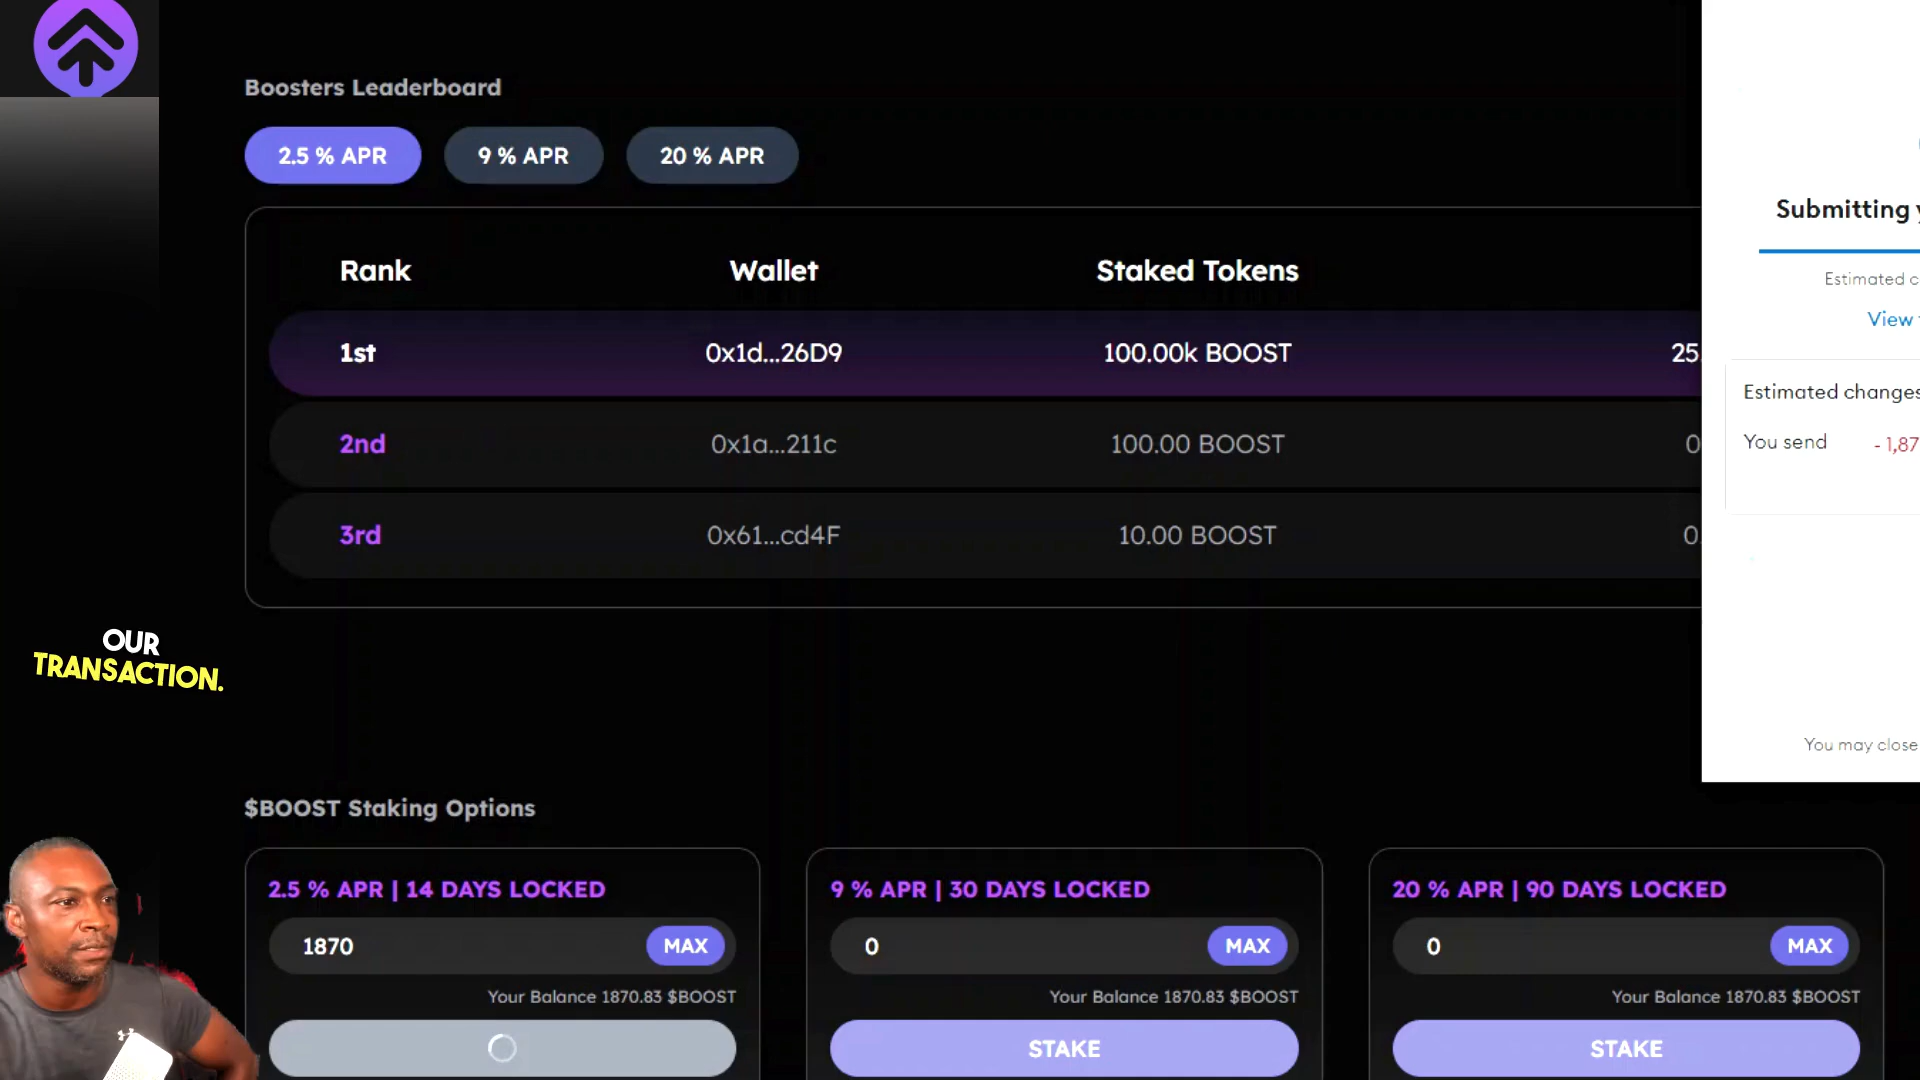 Boosters Leaderboard
2.5 % APR
9 % APR
20 % APR
Rank Wallet Staked Tokens
1st 0x1d...26D9 100.00k BOOST 25.
2nd 0x1a...211c 100.00 BOOST 0
3rd 0x61...cd4F 10.00 BOOST 0.
Submitting
Estimated
View
Estimated changes
You send - 1,87
You may close
OUR
TRANSACTION.
$BOOST Staking Options
2.5 % APR | 14 DAYS LOCKED
1870 MAX
Your Balance 1870.83 $BOOST
9 % APR | 30 DAYS LOCKED
0 MAX
Your Balance 1870.83 $BOOST
STAKE
20 % APR | 90 DAYS LOCKED
0 MAX
Your Balance 1870.83 $BOOST
STAKE